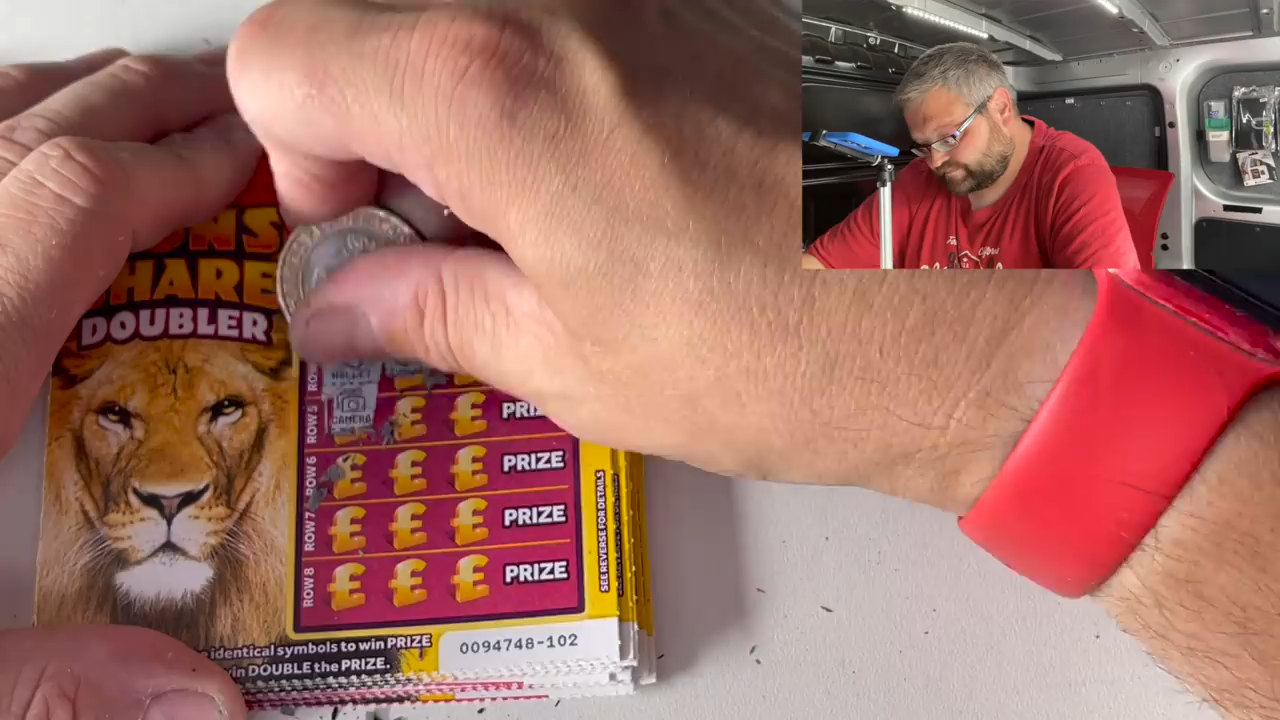 HARE
DOUBLER
WALLET
ROW 5
CAMERA
ROW 6
PRIZE
ROW 7
PRIZE
ROW 8
PRIZE
SEE REVERSE FOR DETAILS
identical symbols to win PRIZE
win DOUBLE the PRIZE.
0094748-102